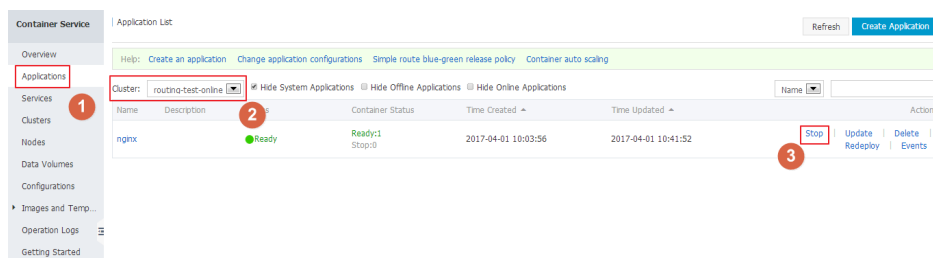 Container Service
Overview
Applications
Services
Clusters
Nodes
Data Volumes
Configurations
Images and Temp...
Operation Logs
Getting Started
1
Application List
Refresh
Create Application
Help: Create an application Change application configurations Simple route blue-green release policy Container auto scaling
Cluster: routing-test-online Hide System Applications Hide Offline Applications Hide Online Applications
Name
2
Name Description Container Status Time Created Time Updated Action
nginx Ready Ready:1 2017-04-01 10:03:56 2017-04-01 10:41:52 Stop Update Delete
Stop:0 Redeploy Events
3